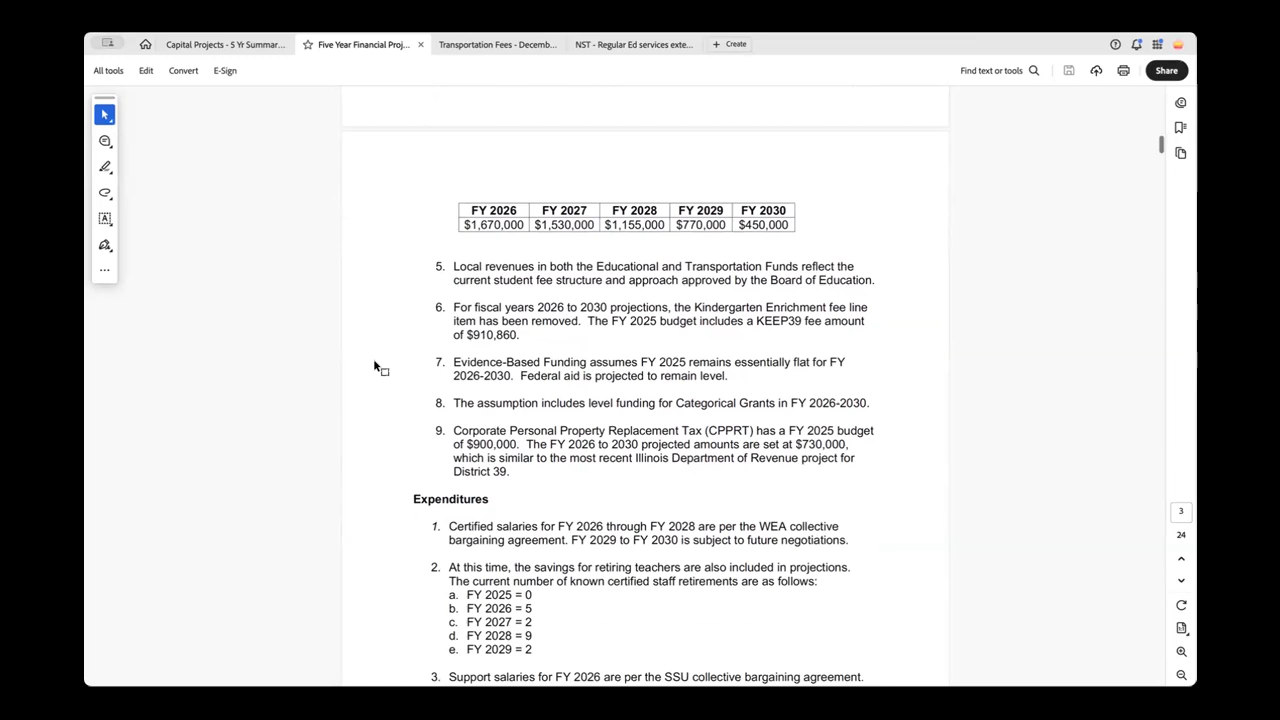 Capital Projects - 5 Yr Summar...
Five Year Financial Proj...
Transportation Fees - Decemb...
NST - Regular Ed services exte...
+ Create
All tools
Edit
Convert
E-Sign
Find text or tools
Share
FY 2026 FY 2027 FY 2028 FY 2029 FY 2030
$1,670,000 $1,530,000 $1,155,000 $770,000 $450,000
5. Local revenues in both the Educational and Transportation Funds reflect the
current student fee structure and approach approved by the Board of Education.
6. For fiscal years 2026 to 2030 projections, the Kindergarten Enrichment fee line
item has been removed. The FY 2025 budget includes a KEEP39 fee amount
of $910,860.
7. Evidence-Based Funding assumes FY 2025 remains essentially flat for FY
2026-2030. Federal aid is projected to remain level.
8. The assumption includes level funding for Categorical Grants in FY 2026-2030.
9. Corporate Personal Property Replacement Tax (CPPRT) has a FY 2025 budget
of $900,000. The FY 2026 to 2030 projected amounts are set at $730,000,
which is similar to the most recent Illinois Department of Revenue project for
District 39.
Expenditures
1. Certified salaries for FY 2026 through FY 2028 are per the WEA collective
bargaining agreement. FY 2029 to FY 2030 is subject to future negotiations.
2. At this time, the savings for retiring teachers are also included in projections.
The current number of known certified staff retirements are as follows:
a. FY 2025 = 0
b. FY 2026 = 5
c. FY 2027 = 2
d. FY 2028 = 9
e. FY 2029 = 2
3. Support salaries for FY 2026 are per the SSU collective bargaining agreement.
3
24